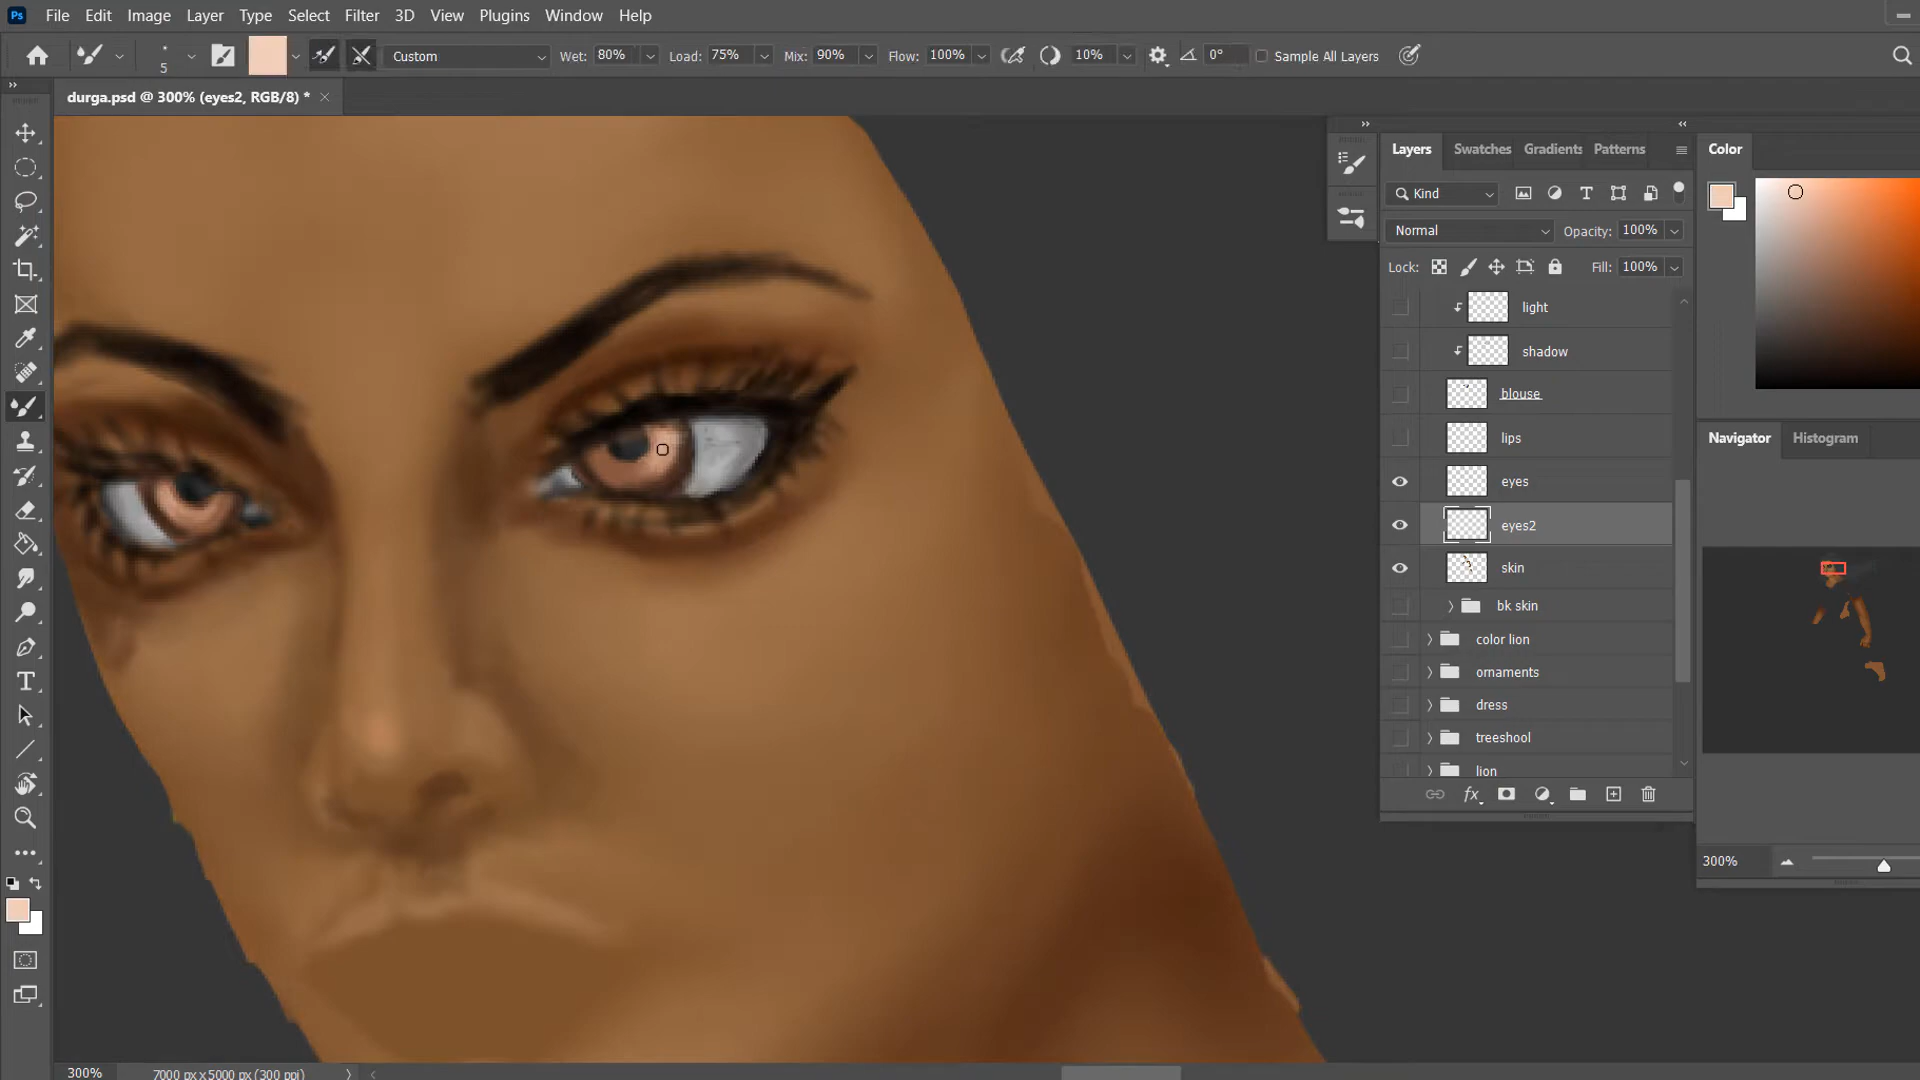 Ps File Edit Image Layer Type Select Filter 3D View Plugins Window Help
5 Custom Wet: 80% Load: 75% Mix: 90% Flow: 100% 10% 0° Sample All Layers
durga.psd @ 300% (eyes2, RGB/8) *
Layers Swatches Gradients Patterns Color
Kind
Normal Opacity: 100%
Lock: Fill: 100%
light
shadow
blouse
lips
Navigator Histogram
eyes
eyes2
skin
bk skin
color lion
ornaments
dress
treeshool
lion
fx
300%
300% 7000 px x 5000 px (300 ppi)